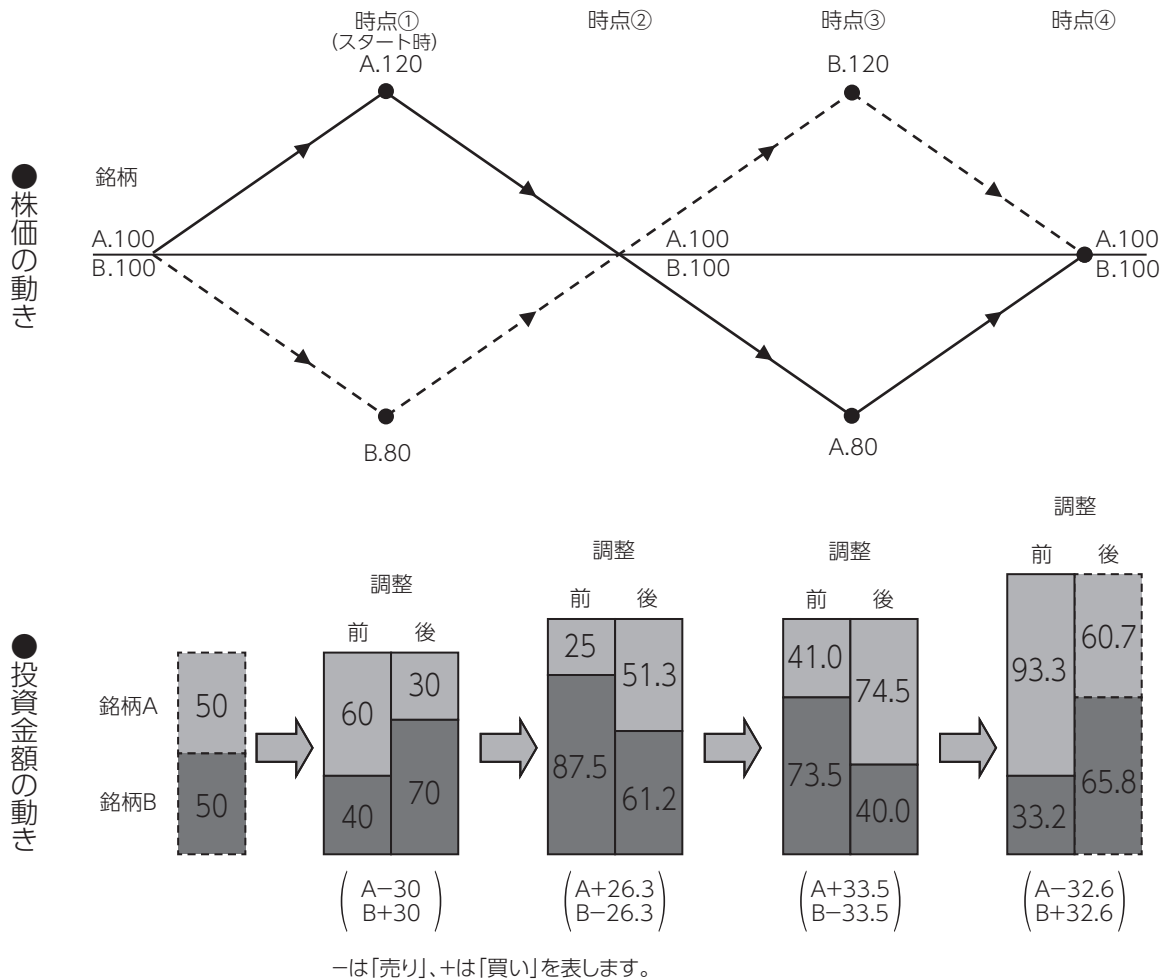 時点①
(スタート時)
時点②
時点③
時点④
A.120
B.120
●株価の動き
銘柄
A.100
B.100
A.100
B.100
A.100
B.100
B.80
A.80
●投資金額の動き
調整
前 後
調整
前 後
調整
前 後
調整
前 後
銘柄A
銘柄B
50
50
60
40
30
70
25
87.5
51.3
61.2
41.0
73.5
74.5
40.0
93.3
33.2
60.7
65.8
A−30
B+30
A+26.3
B−26.3
A+33.5
B−33.5
A−32.6
B+32.6
−は「売り」、+は「買い」を表します。